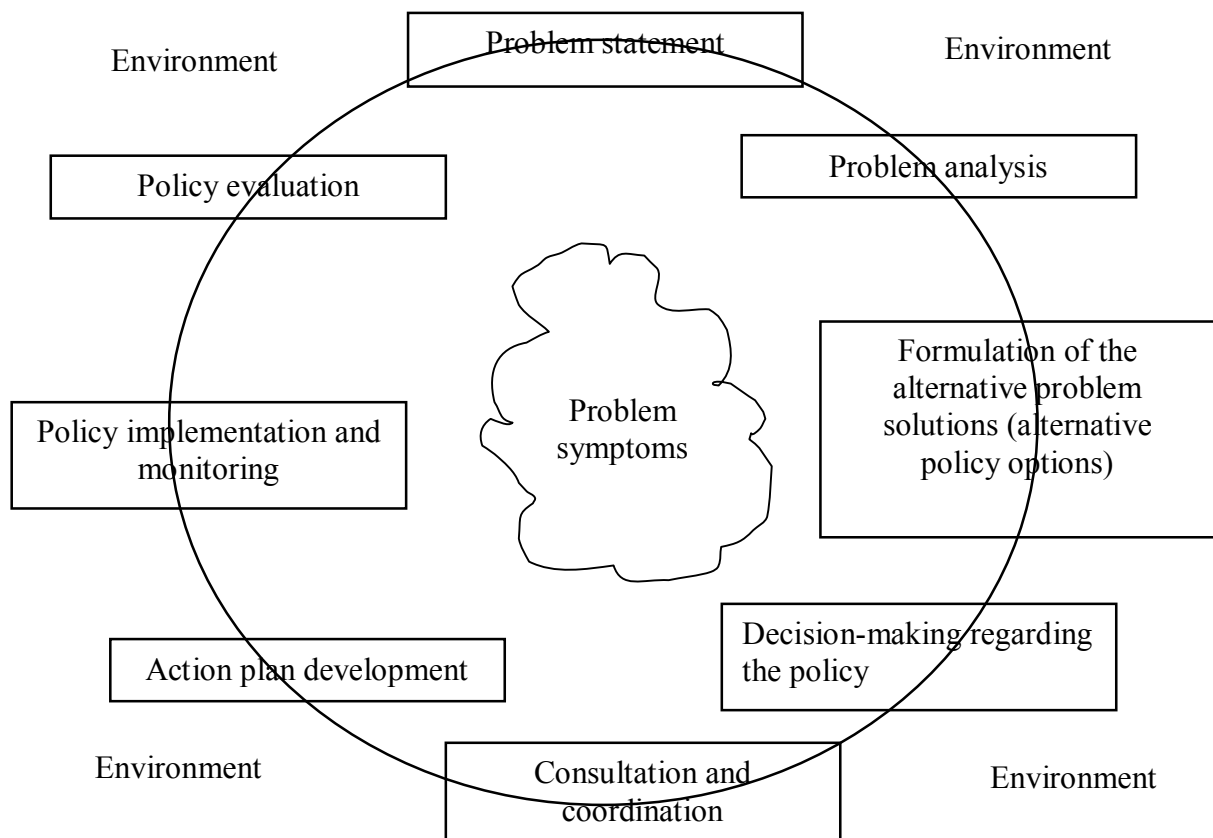 Problem statement
Environment
Environment
Problem analysis
Policy evaluation
Formulation of the
alternative problem
solutions (alternative
policy options)
Problem
symptoms
Policy implementation and
monitoring
Decision-making regarding
the policy
Action plan development
Environment
Consultation and
coordination
Environment